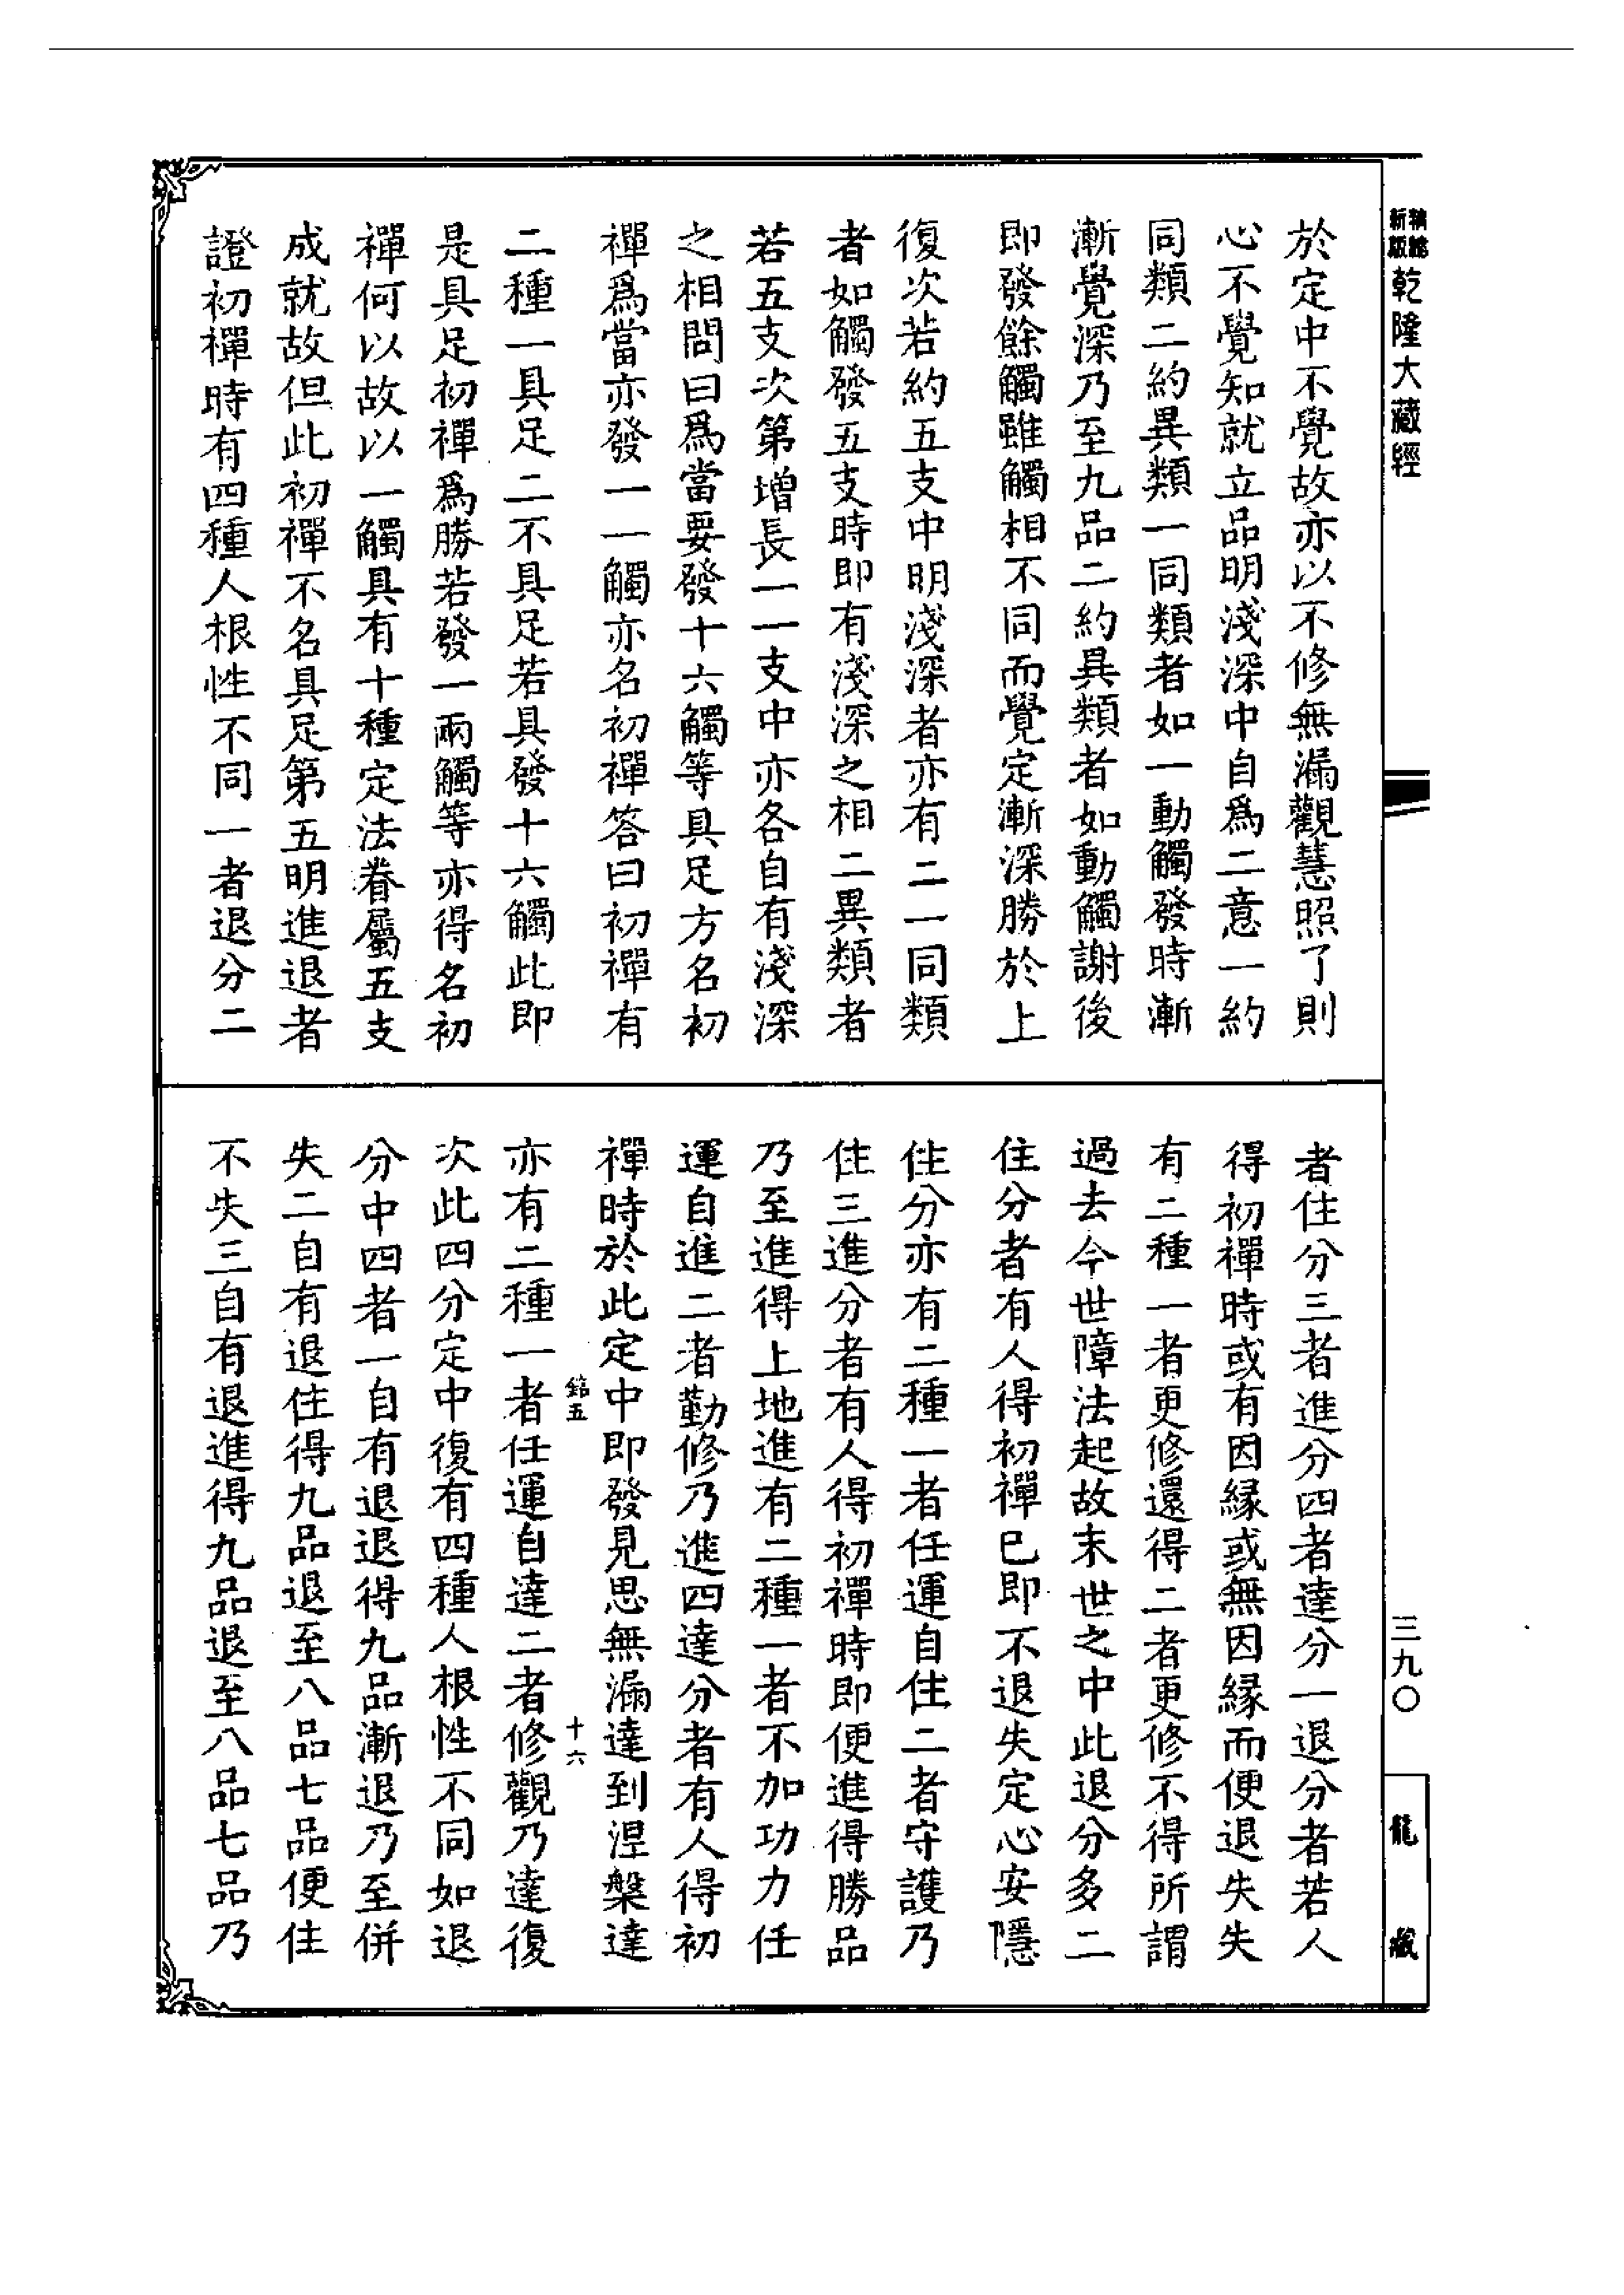 新版
乾隆大藏經
於定中不覺故亦以不修無漏觀慧照了則
心不覺知就立品明淺深中自爲二意一約
同類二約異類一同類者如一動觸發時漸
漸覺深乃至九品二約異類者如動觸謝後
即發餘觸雖觸相不同而覺定漸深勝於上
復次若約五支中明淺深者亦有二一同類
者如觸發五支時即有淺深之相二異類者
若五支次第增長一一支中亦各自有淺深
之相問曰爲當要發十六觸等具足方名初
禪爲當亦發一一觸亦名初禪答曰初禪有
二種一具足二不具足若具發十六觸此即
是具足初禪爲勝若發一兩觸等亦得名初
禪何以故以一觸具有十種定法眷屬五支
成就故但此初禪不名具足第五明進退者
證初禪時有四種人根性不同一者退分二
者住分三者進分四者達分一退分者若人
得初禪時或有因緣或無因緣而便退失失
有二種一者更修還得二者更修不得所謂
過去今世障法起故末世之中此退分多二
住分者有人得初禪已即不退失定心安隱
住分亦有二種一者任運自住二者守護乃
住三進分者有人得初禪時即便進得勝品
乃至進得上地進有二種一者不加功力任
運自進二者勤修乃進四達分者有人得初
禪時於此定中即發見思無漏達到涅槃達
亦有二種一者任運自達二者修觀乃達復
次此四分定中復有四種人根性不同如退
分中四者一自有退退得九品漸退乃至併
失二自有退住得九品退至八品七品便住
不失三自有退進得九品退至八品七品乃
十六
三九〇
龍藏